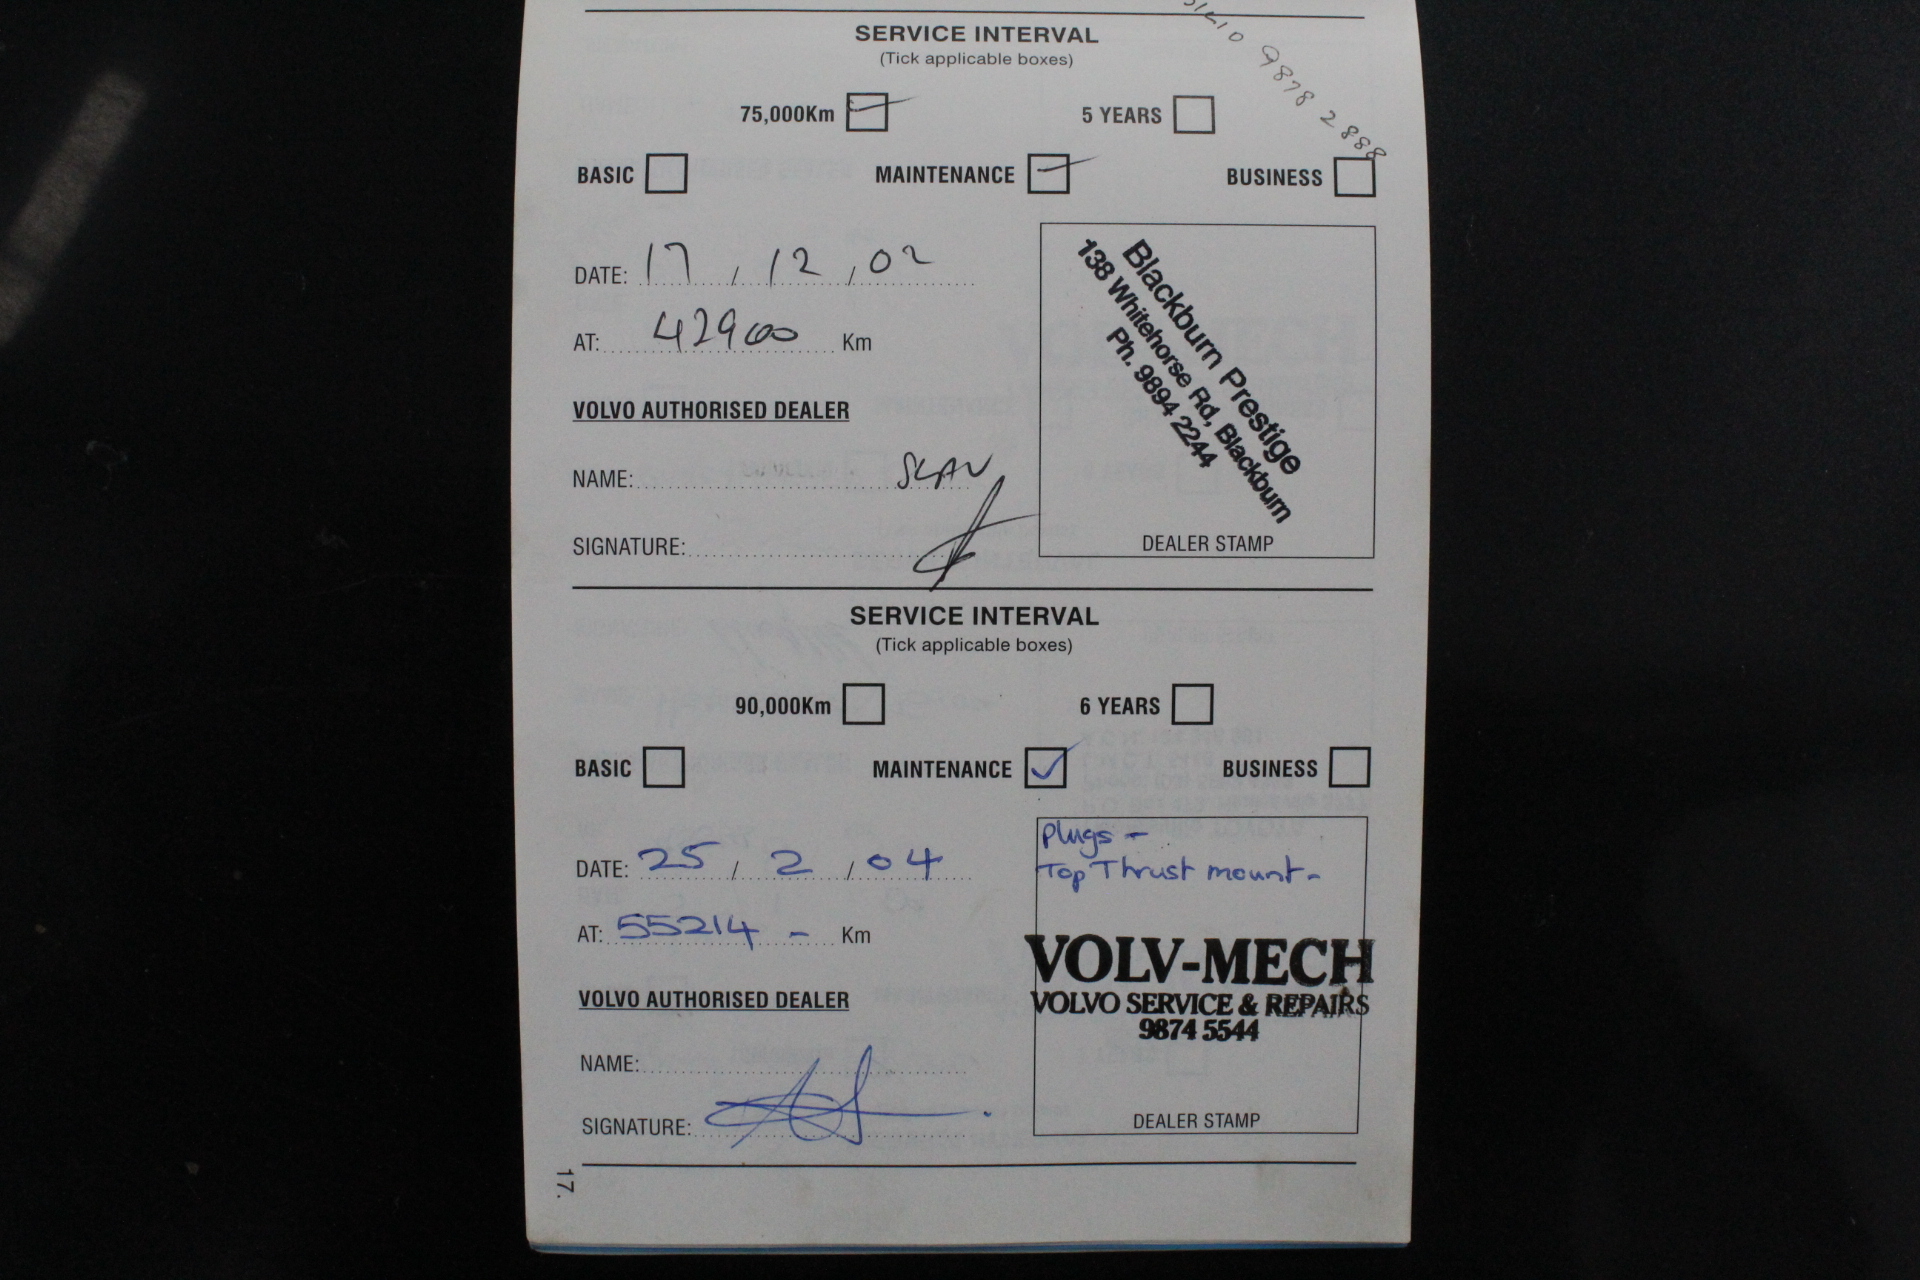 9878 2888
SERVICE INTERVAL
(Tick applicable boxes)
75,000Km 5 YEARS
BASIC MAINTENANCE BUSINESS
DATE: 17 / 12 / 02
AT: 42900 Km
VOLVO AUTHORISED DEALER
NAME: SLAV
SIGNATURE:
Blackburn Prestige
138 Whitehorse Rd, Blackburn
Ph. 9894 2244
DEALER STAMP
SERVICE INTERVAL
(Tick applicable boxes)
90,000Km 6 YEARS
BASIC MAINTENANCE BUSINESS
DATE: 25 / 2 / 04
AT: 55214 - Km
VOLVO AUTHORISED DEALER
NAME:
SIGNATURE:
Plugs -
Top Thrust mount -
VOLV-MECH
VOLVO SERVICE & REPAIRS
9874 5544
DEALER STAMP
17.